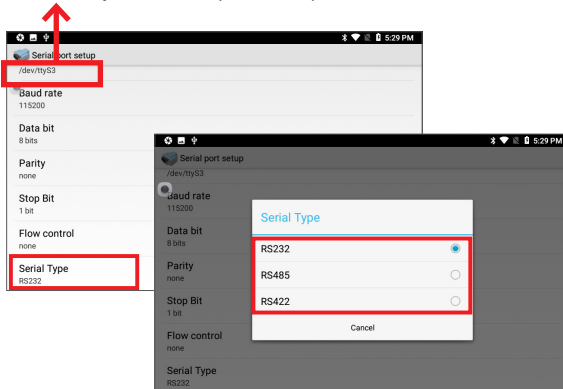 5:29 PM
Serial port setup
/dev/ttyS3
Baud rate
115200
Data bit
8 bits
Parity
none
Stop Bit
1 bit
Flow control
none
Serial Type
RS232
5:29 PM
Serial port setup
/dev/ttyS3
Baud rate
115200
Data bit
8 bits
Parity
none
Stop Bit
1 bit
Flow control
none
Serial Type
RS232
Serial Type
RS232
RS485
RS422
Cancel